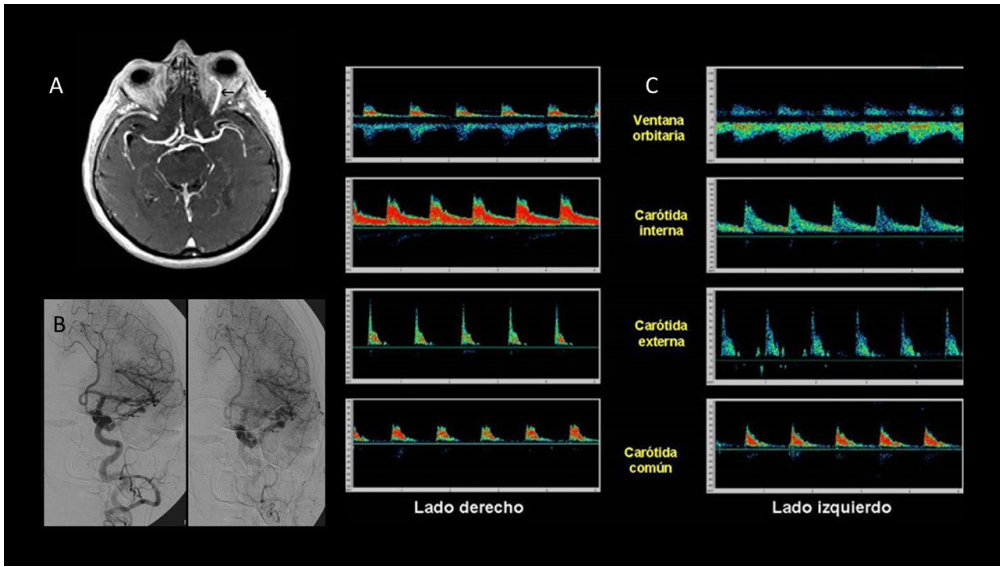 A
B
C
Ventana
orbitaria
Carótida
interna
Carótida
externa
Carótida
común
Lado derecho
Lado izquierdo